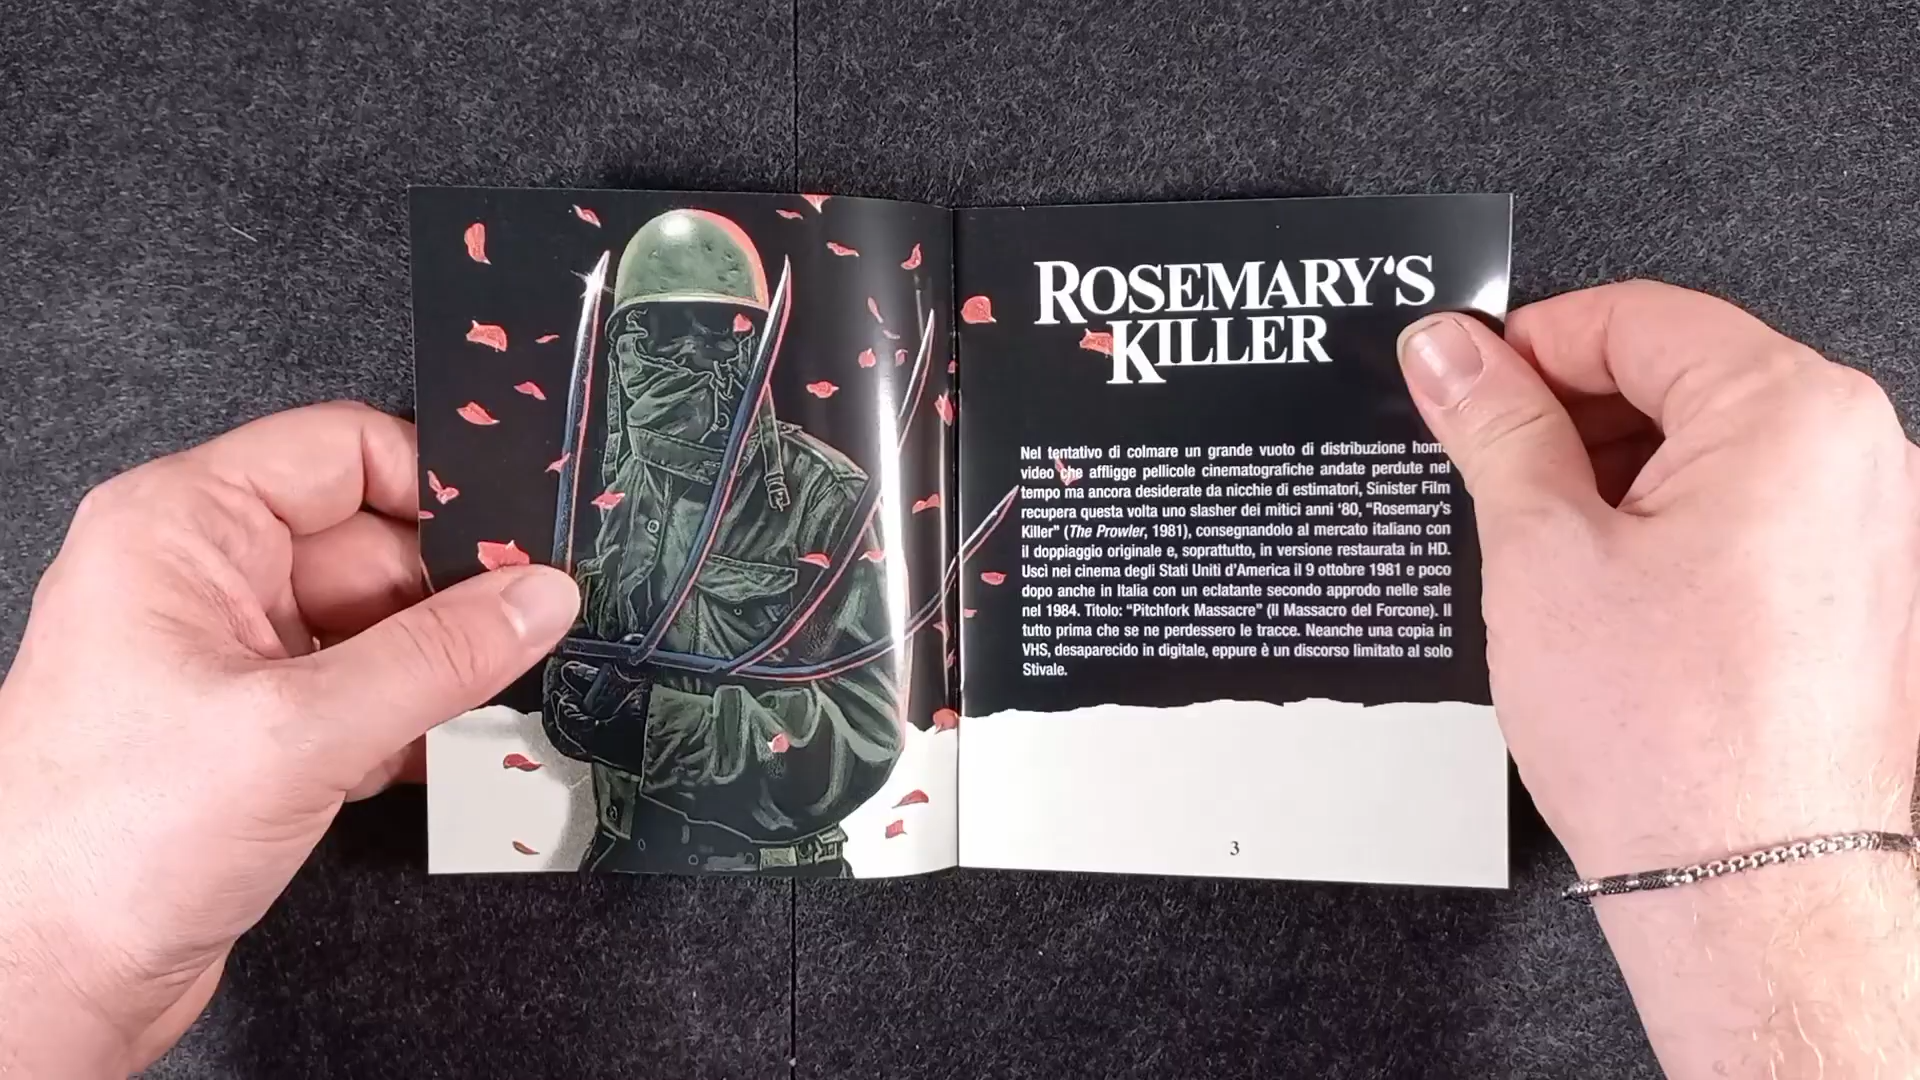 ROSEMARY'S
KILLER
Nel tentativo di colmare un grande vuoto di distribuzione
video che affligge pellicole cinematografiche andate perdute nel
tempo ma ancora desiderate da nicchie di estimatori, Sinister Film
recupera questa volta uno slasher dei mitici anni '80, "Rosemary's
Killer" (The Prowler, 1981), consegnandolo al mercato italiano con
il doppiaggio originale e, soprattutto, in versione restaurata in HD.
Uscì nei cinema degli Stati Uniti d'America il 9 ottobre 1981 e poco
dopo anche in Italia con un eclatante secondo approdo nelle sale
nel 1984. Titolo: "Pitchfork Massacre" (Il Massacro del Forcone). Il
tutto prima che se ne perdessero le tracce. Neanche una copia in
VHS, desaparecido in digitale, eppure è un discorso limitato al solo
Stivale.
3